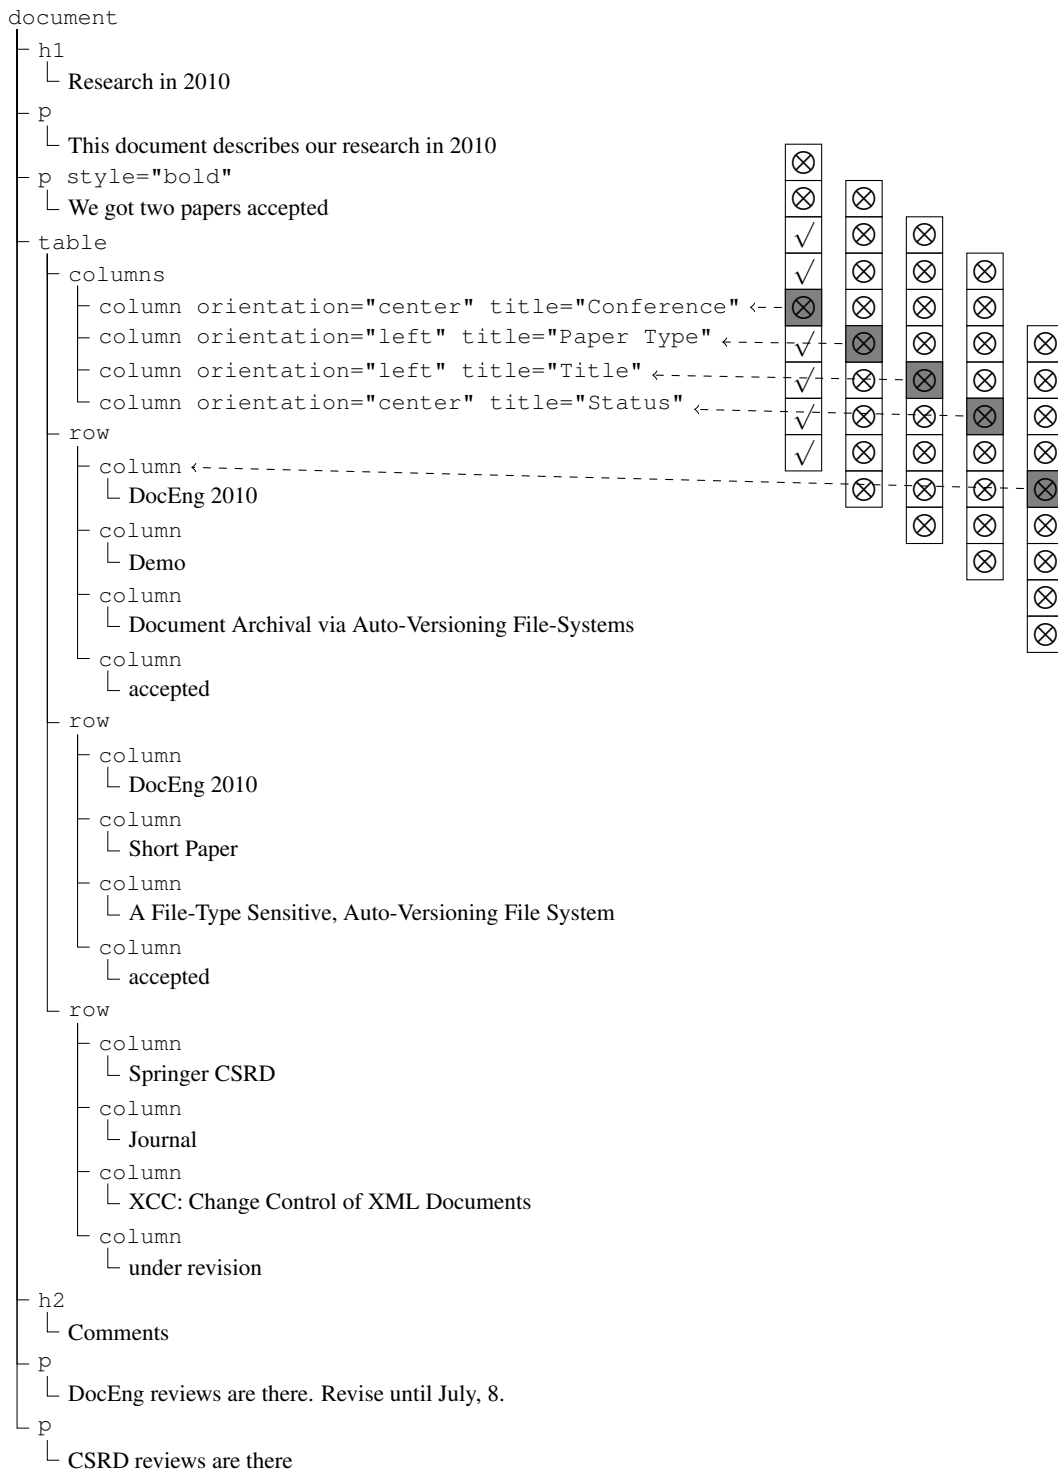 document
h1
Research in 2010
p
This document describes our research in 2010
p style="bold"
We got two papers accepted
table
columns
column orientation="center" title="Conference"
column orientation="left" title="Paper Type"
column orientation="left" title="Title"
column orientation="center" title="Status"
row
column
DocEng 2010
column
Demo
column
Document Archival via Auto-Versioning File-Systems
column
accepted
row
column
DocEng 2010
column
Short Paper
column
A File-Type Sensitive, Auto-Versioning File System
column
accepted
row
column
Springer CSRD
column
Journal
column
XCC: Change Control of XML Documents
column
under revision
h2
Comments
p
DocEng reviews are there. Revise until July, 8.
p
CSRD reviews are there